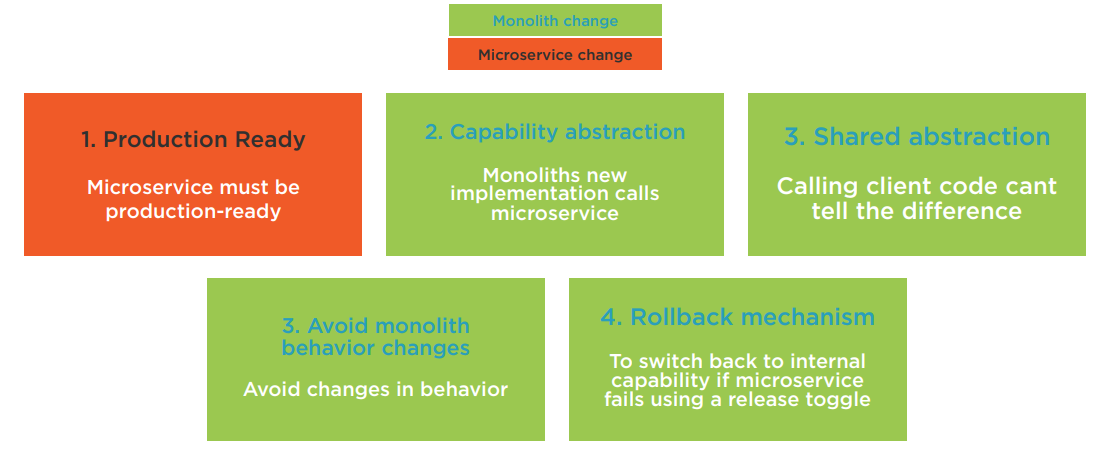 Monolith change
Microservice change
1. Production Ready
Microservice must be
production-ready
2. Capability abstraction
Monoliths new
implementation calls
microservice
3. Shared abstraction
Calling client code cant
tell the difference
3. Avoid monolith
behavior changes
Avoid changes in behavior
4. Rollback mechanism
To switch back to internal
capability if microservice
fails using a release toggle